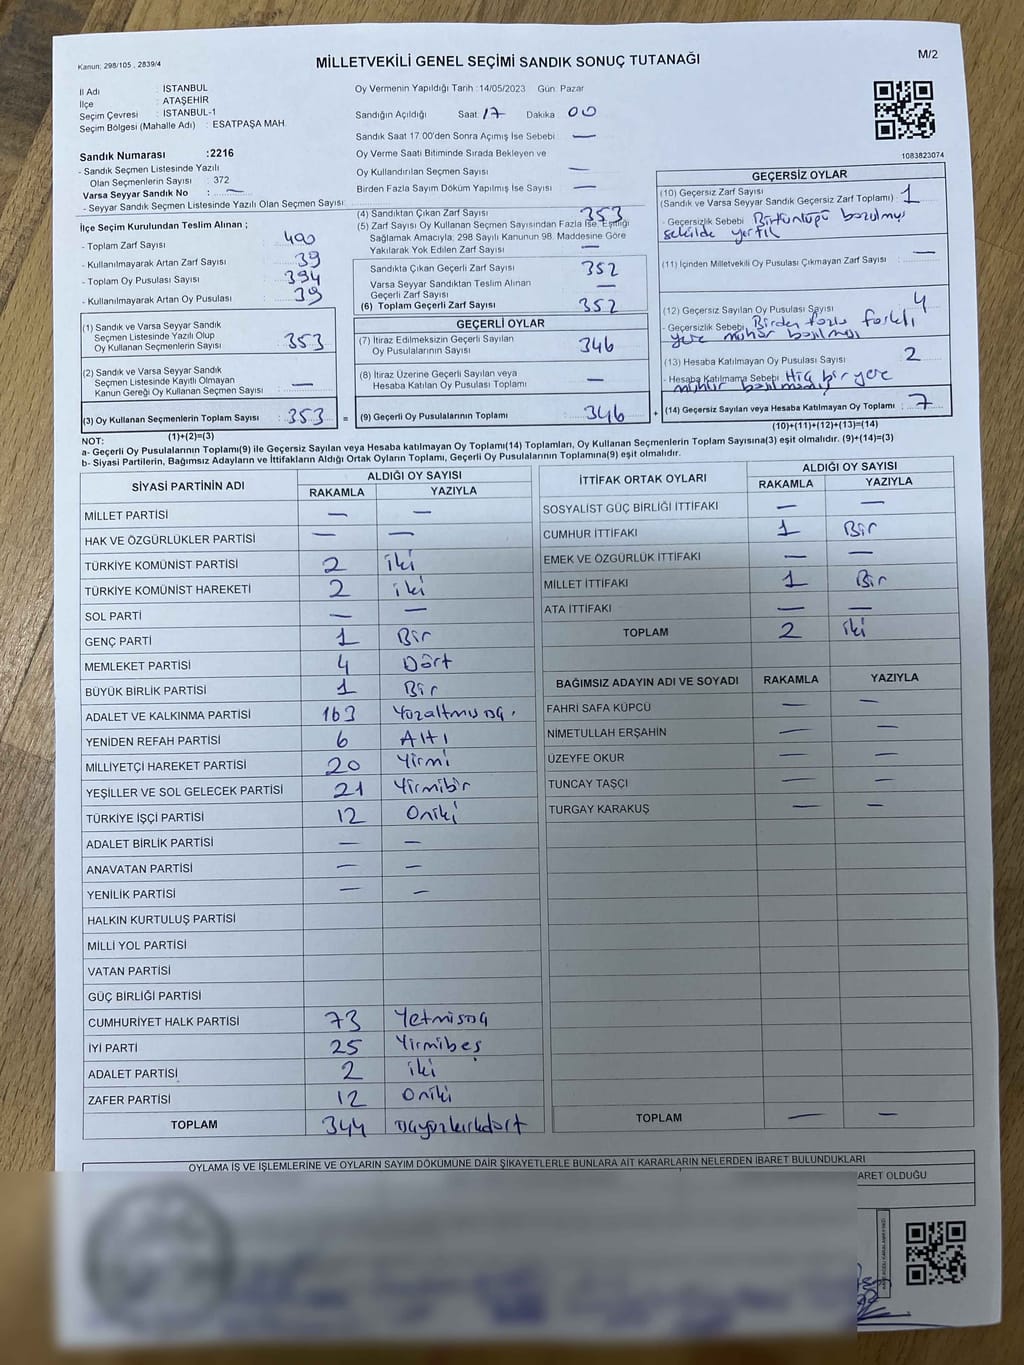 Kanun; 298/105 , 2839/4
MİLLETVEKİLİ GENEL SEÇİMİ SANDIK SONUÇ TUTANAĞI
M/2
İl Adı : İSTANBUL
İlçe : ATAŞEHİR
Seçim Çevresi : İSTANBUL-1
Seçim Bölgesi (Mahalle Adı) : ESATPAŞA MAH.
Sandık Numarası :2216
- Sandık Seçmen Listesinde Yazılı
Olan Seçmenlerin Sayısı : 372
Varsa Seyyar Sandık No : —
- Seyyar Sandık Seçmen Listesinde Yazılı Olan Seçmen Sayısı:
Oy Vermenin Yapıldığı Tarih :14/05/2023 Gün: Pazar
Sandığın Açıldığı Saat: 17 Dakika : 00
Sandık Saat 17.00'den Sonra Açımış İse Sebebi : —
Oy Verme Saati Bitiminde Sırada Bekleyen ve
Oy Kullandırılan Seçmen Sayısı : —
Birden Fazla Sayım Döküm Yapılmış İse Sayısı : —
1083823074
İlçe Seçim Kurulundan Teslim Alınan ;
- Toplam Zarf Sayısı : 400
- Kullanılmayarak Artan Zarf Sayısı : 39
- Toplam Oy Pusulası Sayısı : 394
- Kullanılmayarak Artan Oy Pusulası : 39
(4) Sandıktan Çıkan Zarf Sayısı : 353
(5) Zarf Sayısı Oy Kullanan Seçmen Sayısından Fazla İse, Eşitliği
Sağlamak Amacıyla, 298 Sayılı Kanunun 98. Maddesine Göre
Yakılarak Yok Edilen Zarf Sayısı : —
Sandıkta Çıkan Geçerli Zarf Sayısı : 352
Varsa Seyyar Sandıktan Teslim Alınan
Geçerli Zarf Sayısı : —
(6) Toplam Geçerli Zarf Sayısı : 352
GEÇERSİZ OYLAR
(10) Geçersiz Zarf Sayısı
(Sandık ve Varsa Seyyar Sandık Geçersiz Zarf Toplamı) : 1
- Geçersizlik Sebebi : Bütünlüğü bozulmuş
şekilde yırtık
(11) İçinden Milletvekili Oy Pusulası Çıkmayan Zarf Sayısı : —
(12) Geçersiz Sayılan Oy Pusulası Sayısı : 4
- Geçersizlik Sebebi : Birden fazla farklı
yere mühür basılması
(13) Hesaba Katılmayan Oy Pusulası Sayısı : 2
- Hesaba Katılmama Sebebi : Hiç bir yere
mühür basılmadı
(14) Geçersiz Sayılan veya Hesaba Katılmayan Oy Toplamı : 7
(10)+(11)+(12)+(13)=(14)
(1) Sandık ve Varsa Seyyar Sandık
Seçmen Listesinde Yazılı Olup
Oy Kullanan Seçmenlerin Sayısı : 353
(2) Sandık ve Varsa Seyyar Sandık
Seçmen Listesinde Kayıtlı Olmayan
Kanun Gereği Oy Kullanan Seçmen Sayısı : —
(3) Oy Kullanan Seçmenlerin Toplam Sayısı : 353 =
(1)+(2)=(3)
GEÇERLİ OYLAR
(7) İtiraz Edilmeksizin Geçerli Sayılan
Oy Pusulalarının Sayısı : 346
(8) İtiraz Üzerine Geçerli Sayılan veya
Hesaba Katılan Oy Pusulalarının Toplamı : —
(9) Geçerli Oy Pusulalarının Toplamı : 346 +
NOT:
a- Geçerli Oy Pusulalarının Toplamı(9) ile Geçersiz Sayılan veya Hesaba katılmayan Oy Toplamı(14) Toplamları, Oy Kullanan Seçmenlerin Toplam Sayısına(3) eşit olmalıdır. (9)+(14)=(3)
b- Siyasi Partilerin, Bağımsız Adayların ve İttifakların Aldığı Ortak Oyların Toplamı, Geçerli Oy Pusulalarının Toplamına(9) eşit olmalıdır.
SİYASİ PARTİNİN ADI ALDIĞI OY SAYISI
RAKAMLA YAZIYLA
MİLLET PARTİSİ — —
HAK VE ÖZGÜRLÜKLER PARTİSİ — —
TÜRKİYE KOMÜNİST PARTİSİ 2 iki
TÜRKİYE KOMÜNİST HAREKETİ 2 iki
SOL PARTİ — —
GENÇ PARTİ 1 Bir
MEMLEKET PARTİSİ 4 Dört
BÜYÜK BİRLİK PARTİSİ 1 Bir
ADALET VE KALKINMA PARTİSİ 163
YENİDEN REFAH PARTİSİ 6 Altı
MİLLİYETÇİ HAREKET PARTİSİ 20 Yirmi
YEŞİLLER VE SOL GELECEK PARTİSİ 21 Yirmibir
TÜRKİYE İŞÇİ PARTİSİ 12 Oniki
ADALET BİRLİK PARTİSİ — —
ANAVATAN PARTİSİ — —
YENİLİK PARTİSİ — —
HALKIN KURTULUŞ PARTİSİ
MİLLİ YOL PARTİSİ
VATAN PARTİSİ
GÜÇ BİRLİĞİ PARTİSİ
CUMHURİYET HALK PARTİSİ 73 Yetmisüç
İYİ PARTİ 25 Yirmibeş
ADALET PARTİSİ 2 iki
ZAFER PARTİSİ 12 Oniki
TOPLAM 344 Üçyüzkırkdört
İTTİFAK ORTAK OYLARI ALDIĞI OY SAYISI
RAKAMLA YAZIYLA
SOSYALİST GÜÇ BİRLİĞİ İTTİFAKI — —
CUMHUR İTTİFAKI 1 Bir
EMEK VE ÖZGÜRLÜK İTTİFAKI — —
MİLLET İTTİFAKI 1 Bir
ATA İTTİFAKI — —
TOPLAM 2 iki
BAĞIMSIZ ADAYIN ADI VE SOYADI RAKAMLA YAZIYLA
FAHRİ SAFA KÜPCÜ — —
NİMETULLAH ERŞAHİN — —
ÜZEYFE OKUR — —
TUNCAY TAŞÇI — —
TURGAY KARAKUŞ — —
TOPLAM — —
OYLAMA İŞ VE İŞLEMLERİNE VE OYLARIN SAYIM DÖKÜMÜNE DAİR ŞİKAYETLERLE BUNLARA AİT KARARLARIN NELERDEN İBARET BULUNDUKLARI
ARET OLDUĞU